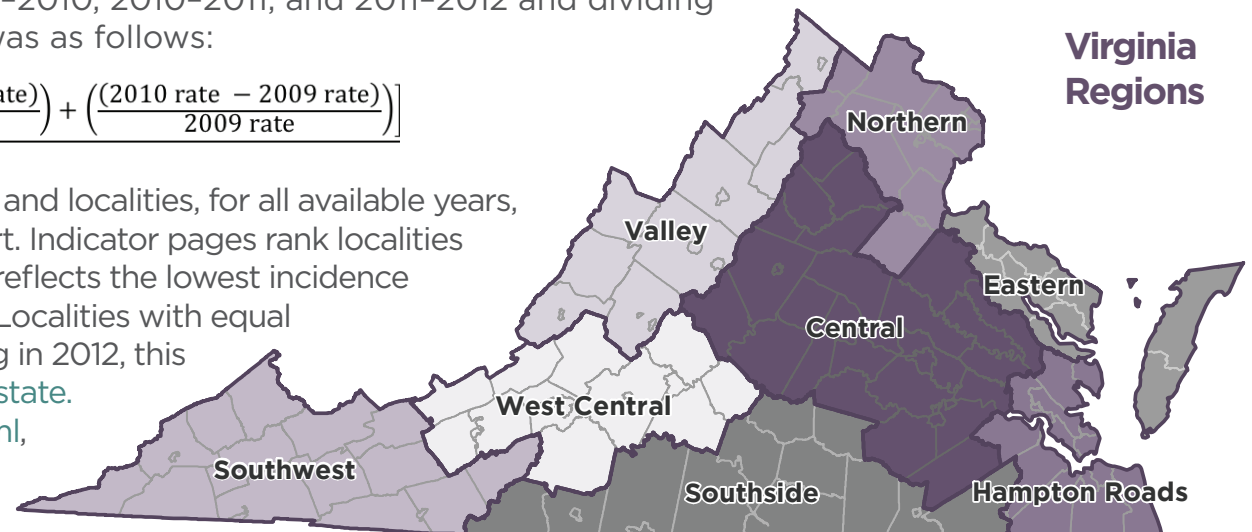 –2010, 2010–2011, and 2011–2012 and dividing
was as follows:
ate)) + ((2010 rate − 2009 rate))]
2009 rate
and localities, for all available years,
rt. Indicator pages rank localities
reflects the lowest incidence
Localities with equal
g in 2012, this
state.
ml,
Virginia
Regions
Northern
Valley
Eastern
Central
West Central
Southwest
Southside
Hampton Roads